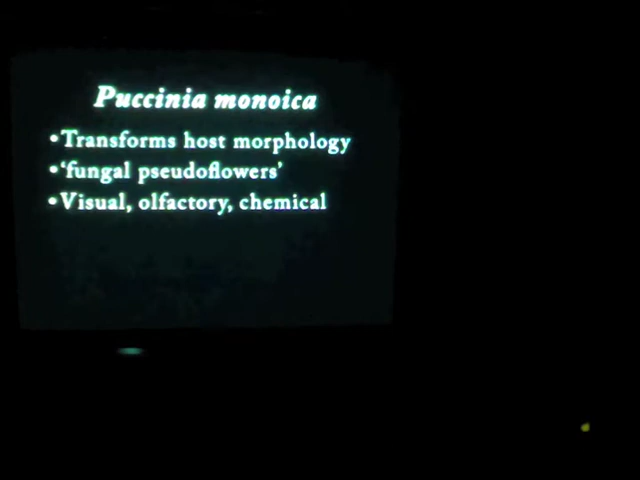 Puccinia monoica
•Transforms host morphology
•‘fungal pseudoflowers’
•Visual, olfactory, chemical